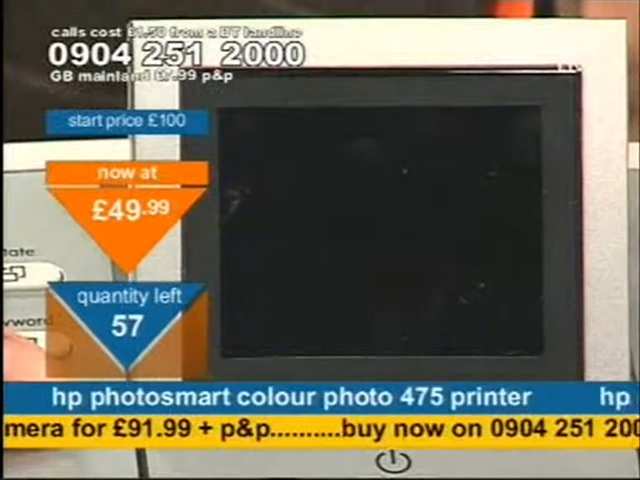 calls cost £1.50 from a BT landline
0904 251 2000
GB mainland £7.99 p&p
start price £100
now at
£49.99
quantity left
57
hp photosmart colour photo 475 printer hp
mera for £91.99 + p&p..........buy now on 0904 251 200